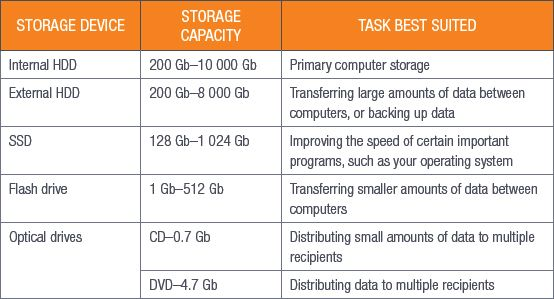 STORAGE DEVICE STORAGE CAPACITY TASK BEST SUITED
Internal HDD 200 Gb–10 000 Gb Primary computer storage
External HDD 200 Gb–8 000 Gb Transferring large amounts of data between
computers, or backing up data
SSD 128 Gb–1 024 Gb Improving the speed of certain important
programs, such as your operating system
Flash drive 1 Gb–512 Gb Transferring smaller amounts of data between
computers
Optical drives CD–0.7 Gb Distributing small amounts of data to multiple
recipients
DVD–4.7 Gb Distributing data to multiple recipients